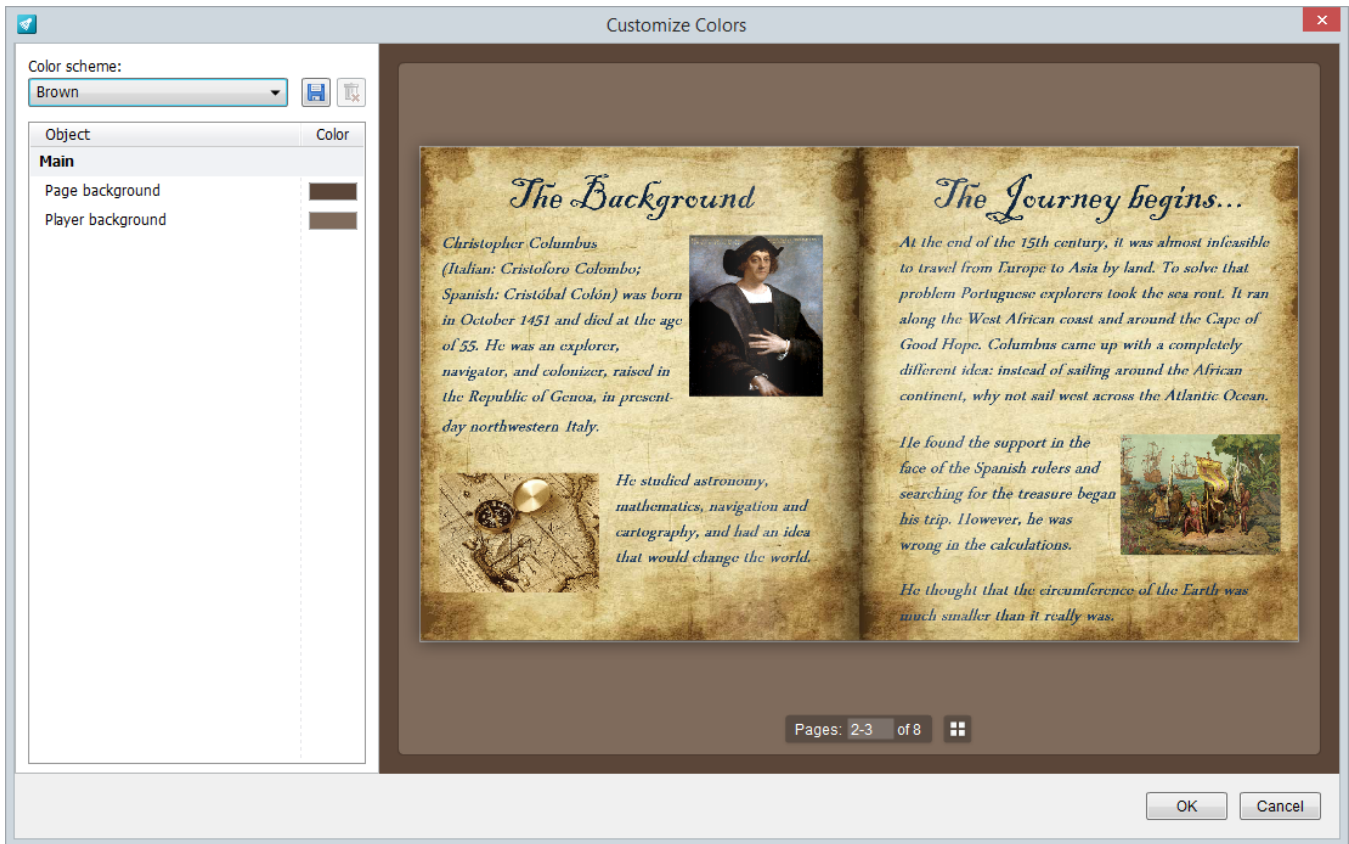 Customize Colors
Color scheme:
Brown
Object Color
Main
Page background
Player background
The Background
Christopher Columbus
(Italian: Cristoforo Colombo;
Spanish: Cristóbal Colón) was born
in October 1451 and died at the age
of 55. He was an explorer,
navigator, and colonizer, raised in
the Republic of Genoa, in present-
day northwestern Italy.
He studied astronomy,
mathematics, navigation and
cartography, and had an idea
that would change the world.
The Journey begins...
At the end of the 15th century, it was almost infeasible
to travel from Europe to Asia by land. To solve that
problem Portuguese explorers took the sea rout. It ran
along the West African coast and around the Cape of
Good Hope. Columbus came up with a completely
different idea: instead of sailing around the African
continent, why not sail west across the Atlantic Ocean.
He found the support in the
face of the Spanish rulers and
searching for the treasure began
his trip. However, he was
wrong in the calculations.
He thought that the circumference of the Earth was
much smaller than it really was.
Pages: 2-3 of 8
OK Cancel